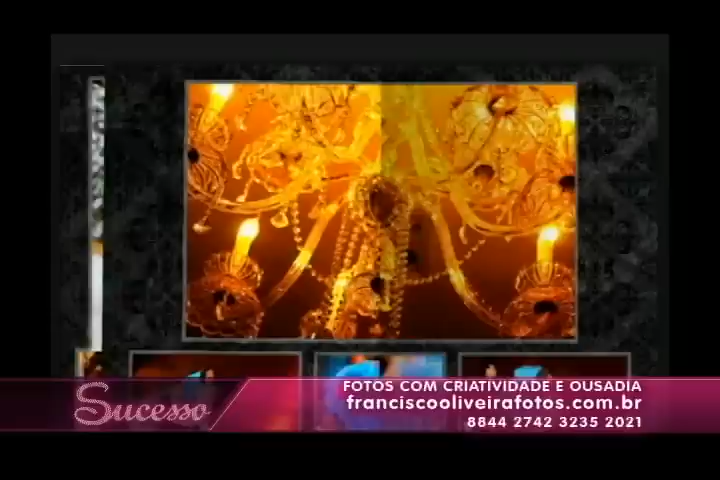 Sucesso
FOTOS COM CRIATIVIDADE E OUSADIA
franciscooliveirafotos.com.br
8844 2742 3235 2021